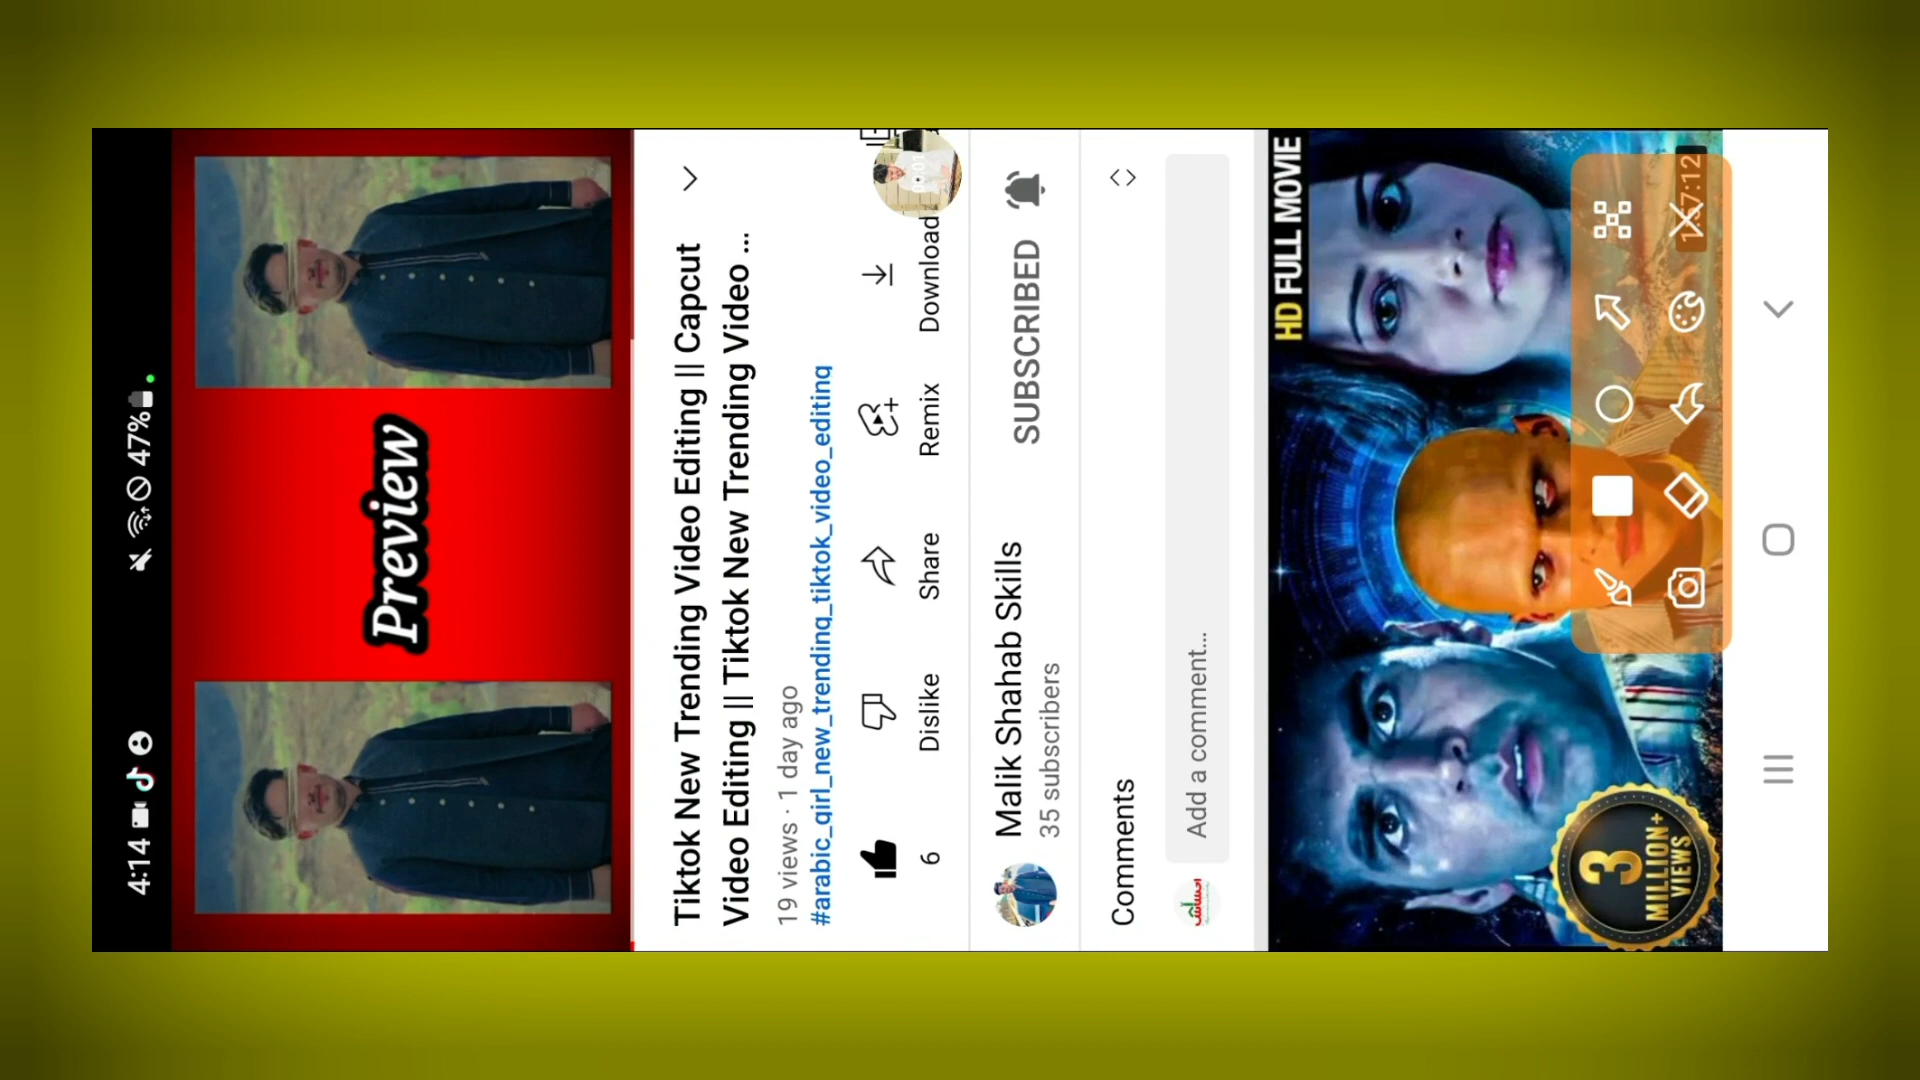 4:14
47%
Preview
Tiktok New Trending Video Editing || Capcut
Video Editing || Tiktok New Trending Video ...
19 views · 1 day ago
#arabic_girl_new_trending_tiktok_video_editing
6
Dislike
Share
Remix
Download
00:01
Malik Shahab Skills
35 subscribers
SUBSCRIBED
Comments
Add a comment...
HD FULL MOVIE
3
MILLION+
VIEWS